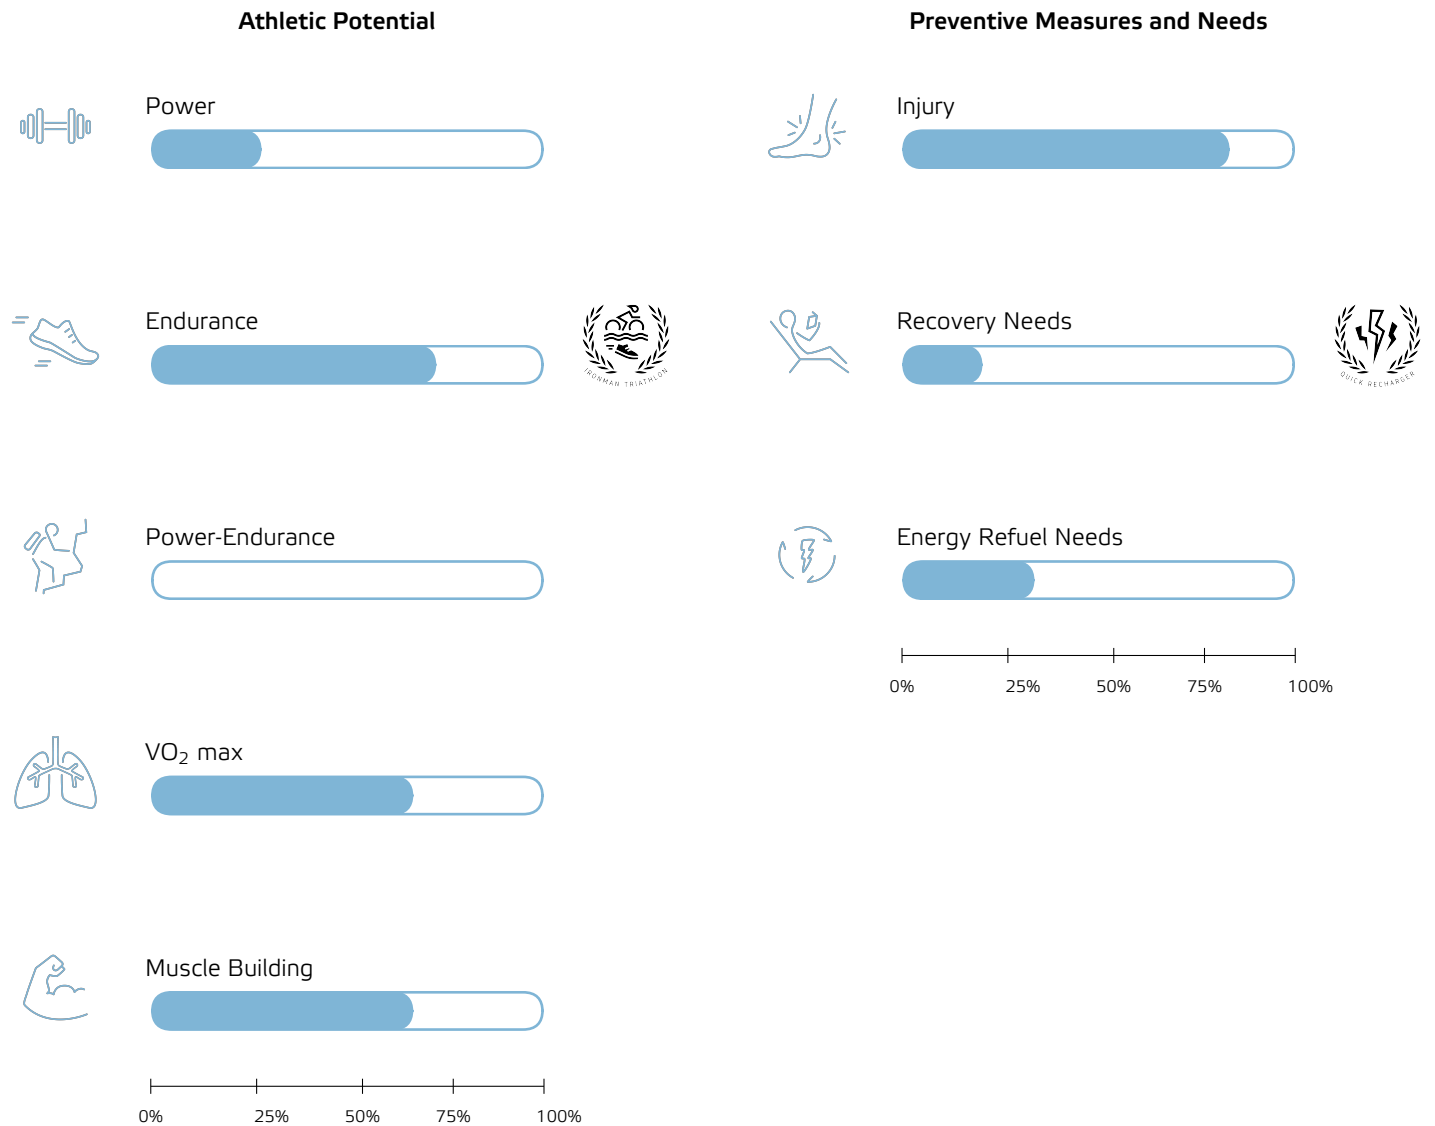 Athletic Potential
Power
Endurance
IRONMAN TRIATHLON
Power-Endurance
VO₂ max
Muscle Building
0% 25% 50% 75% 100%
Preventive Measures and Needs
Injury
Recovery Needs
QUICK RECHARGER
Energy Refuel Needs
0% 25% 50% 75% 100%